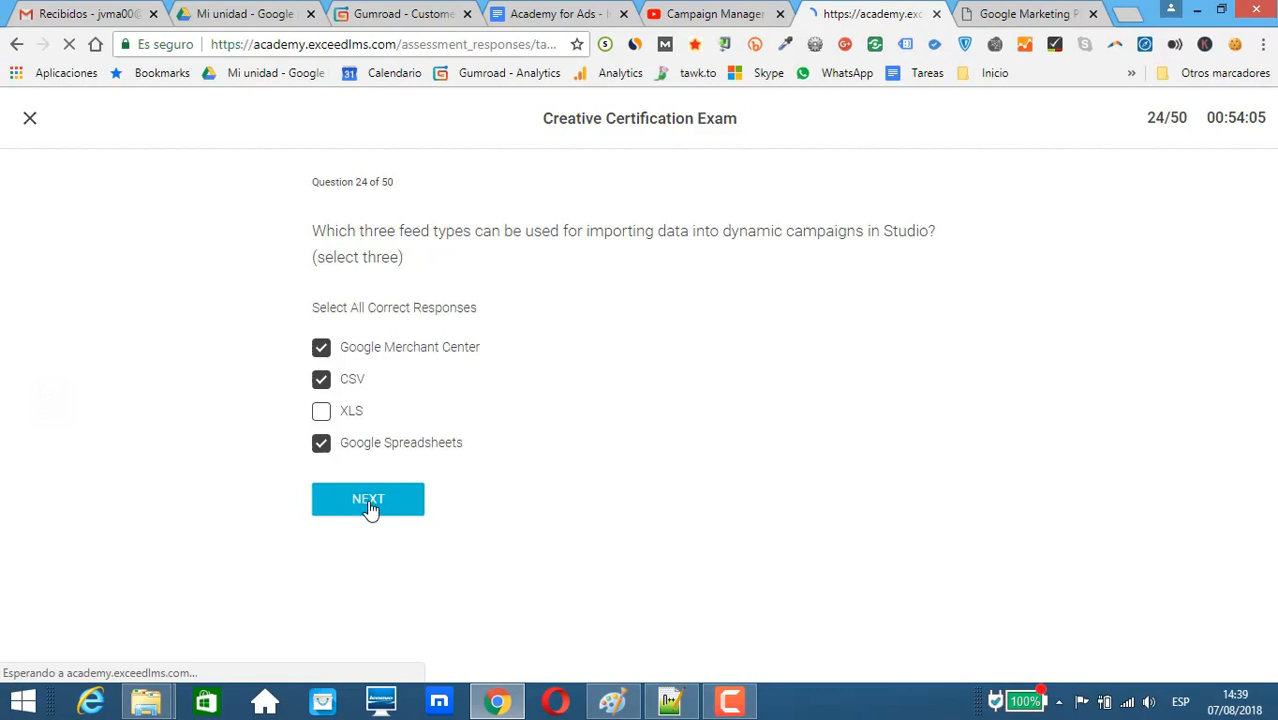 Recibidos - jvma00@
Mi unidad - Google
Gumroad - Custome
Academy for Ads - I
Campaign Manager
https://academy.exc
Google Marketing P
Es seguro
https://academy.exceedlms.com/assessment_responses/ta...
Aplicaciones
Bookmark
Mi unidad - Google
31
Calendario
Gumroad - Analytics
Analytics
tawk.to
Skype
WhatsApp
Tareas
Inicio
»
Otros marcadores
Creative Certification Exam
24/50
00:54:05
Question 24 of 50
Which three feed types can be used for importing data into dynamic campaigns in Studio?
(select three)
Select All Correct Responses
Google Merchant Center
CSV
XLS
Google Spreadsheets
NEXT
Esperando a academy.exceedlms.com...
100%
ESP
14:39
07/08/2018